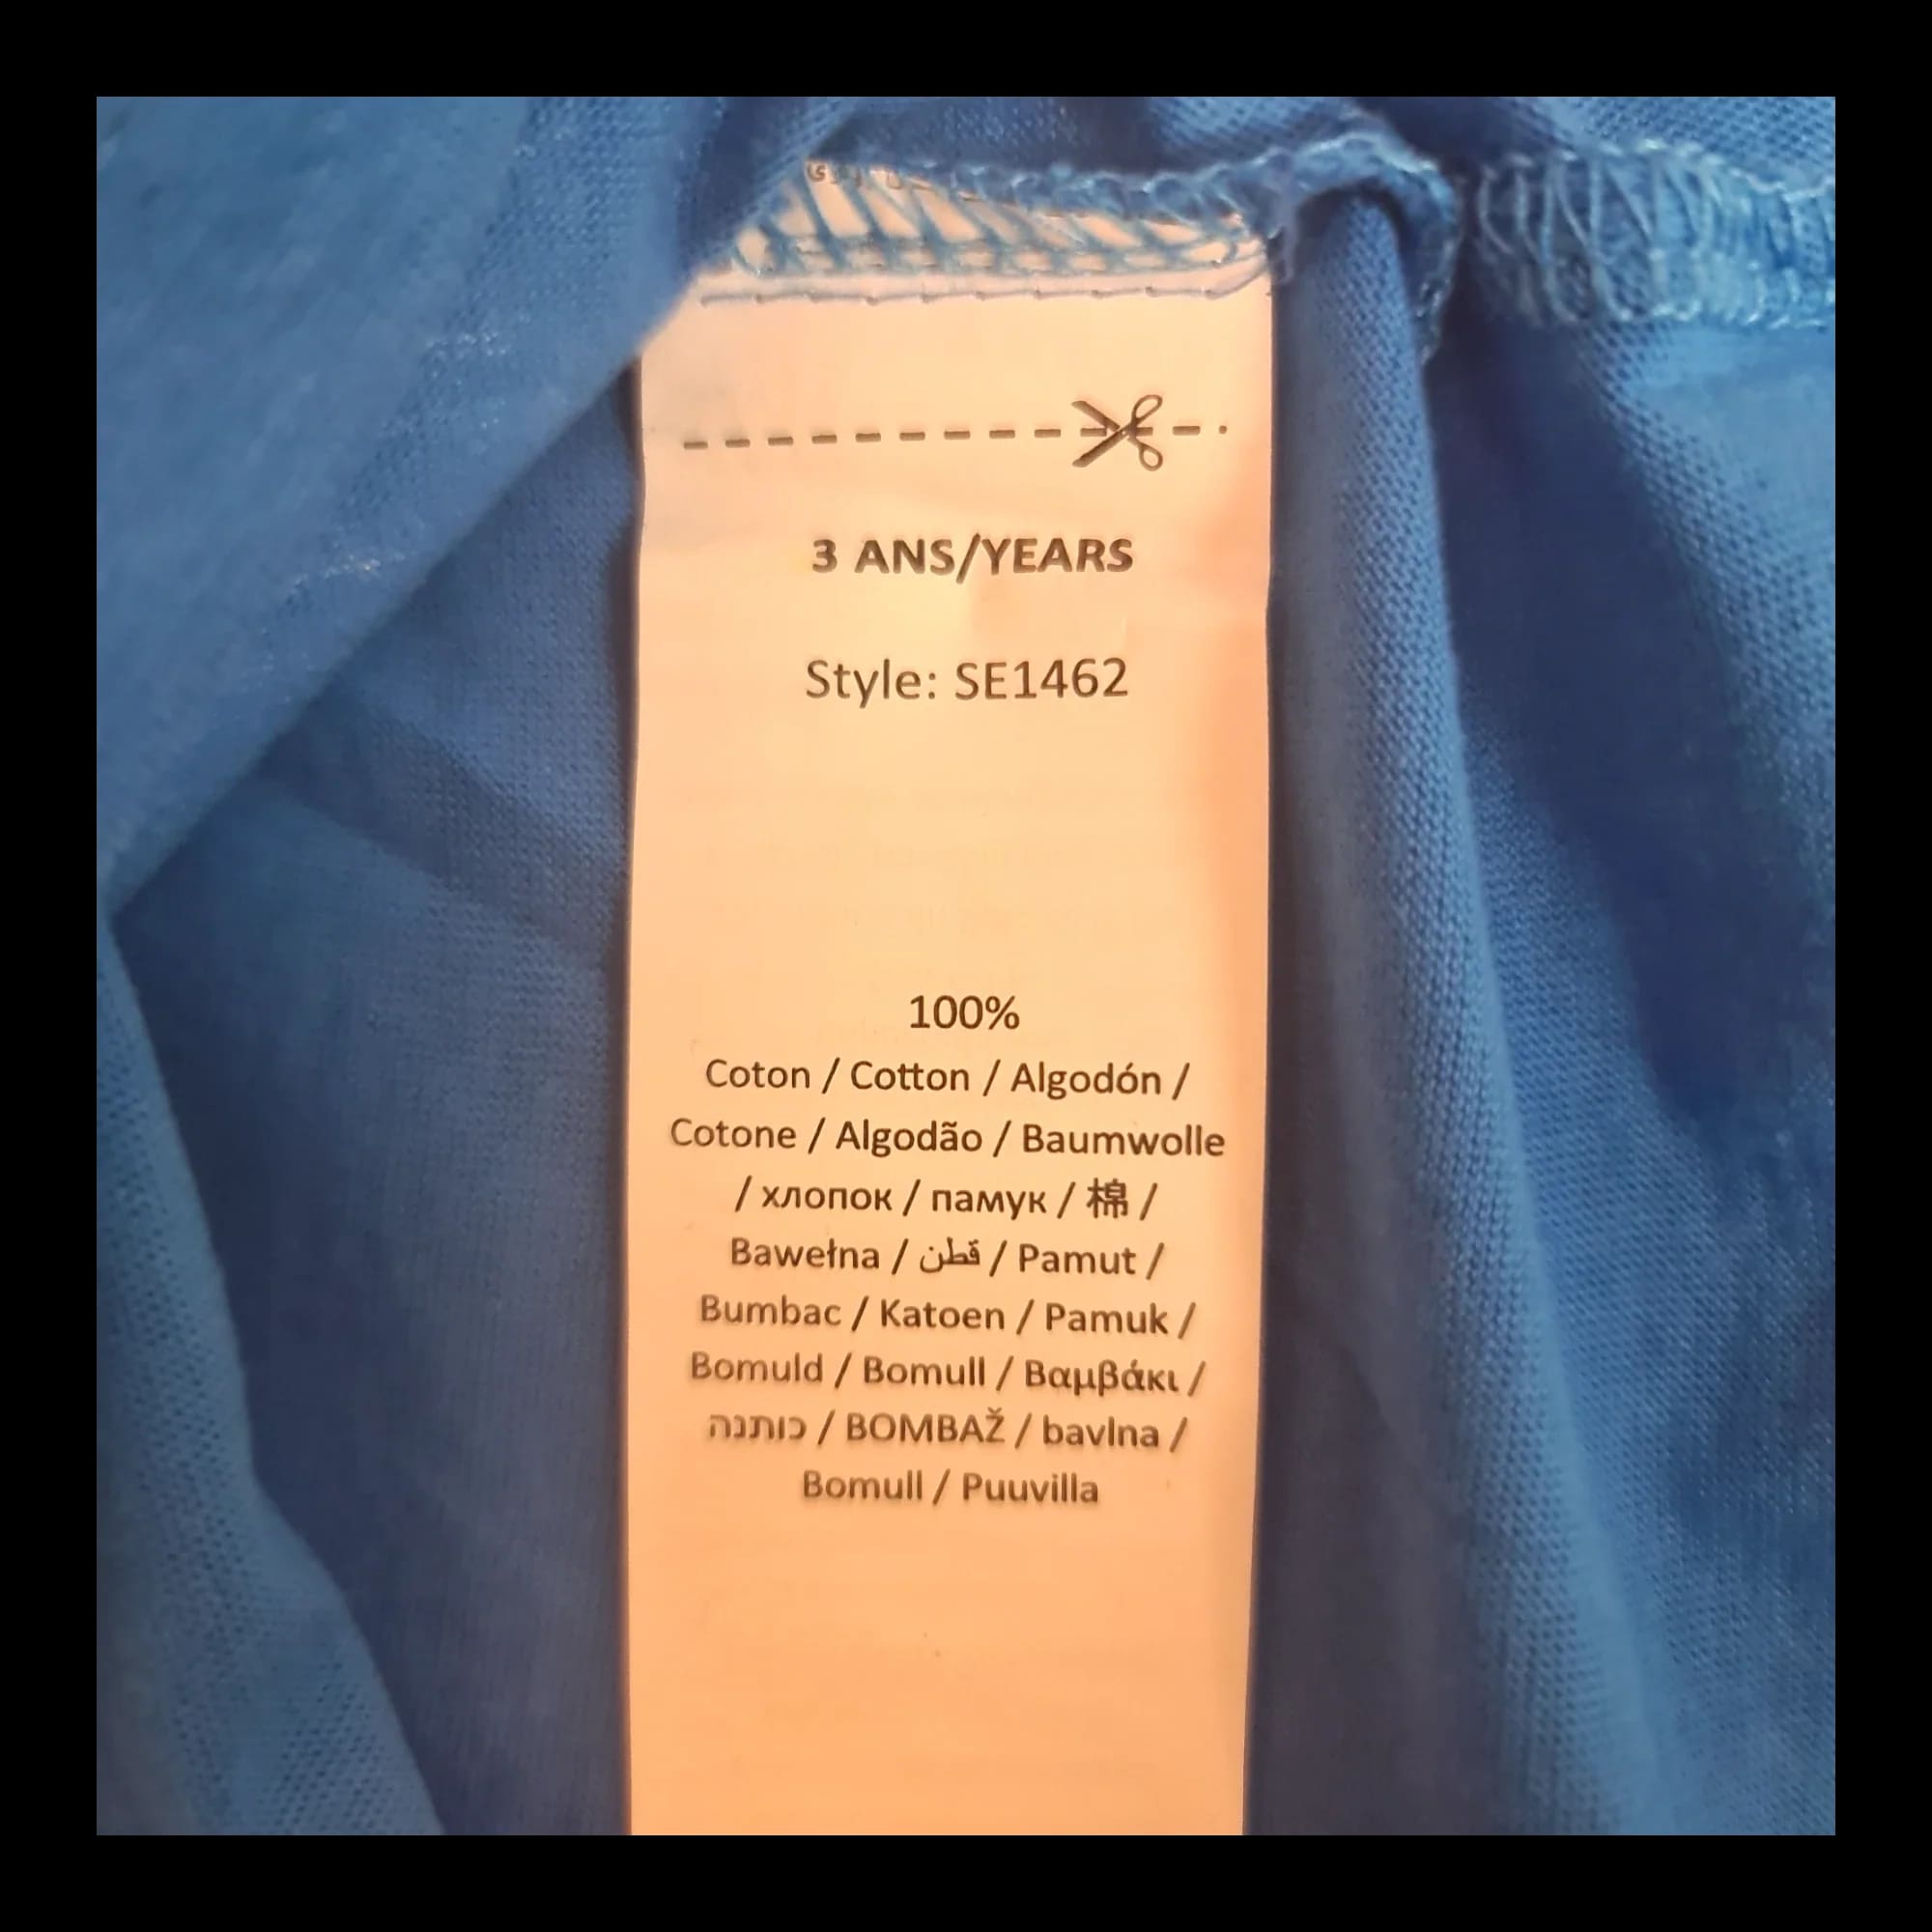 3 ANS/YEARS
Style: SE1462
100%
Coton / Cotton / Algodón /
Cotone / Algodão / Baumwolle
/ хлопок / памук / 棉 /
Bawełna / قطن / Pamut /
Bumbac / Katoen / Pamuk /
Bomuld / Bomull / Βαμβάκι /
כותנה / BOMBAŽ / bavlna /
Bomull / Puuvilla